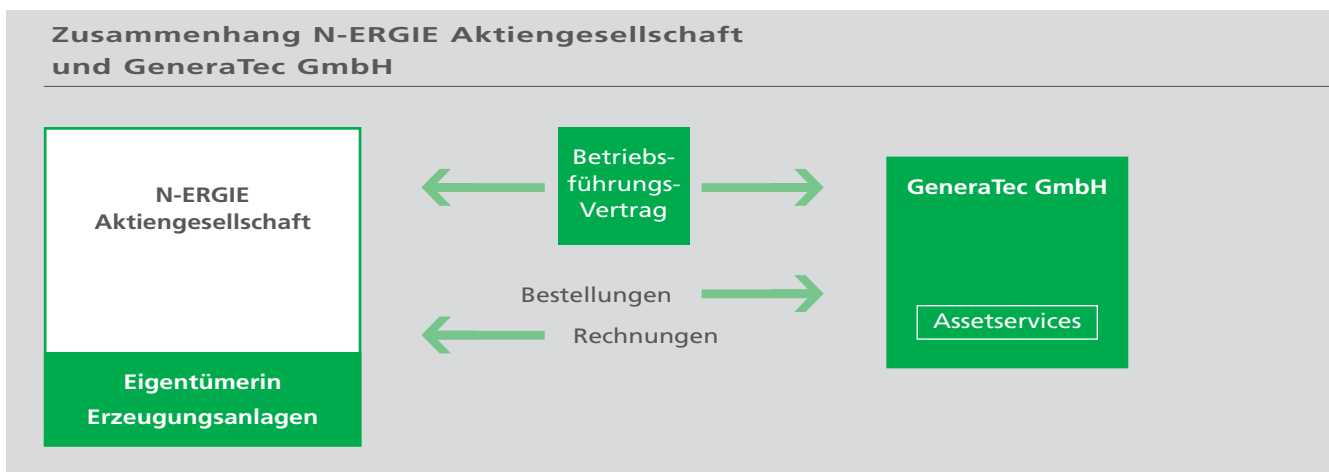 Zusammenhang N-ERGIE Aktiengesellschaft
und GeneraTec GmbH
N-ERGIE
Aktiengesellschaft
Eigentümerin
Erzeugungsanlagen
Betriebs-
führungs-
Vertrag
Bestellungen
Rechnungen
GeneraTec GmbH
Assetservices